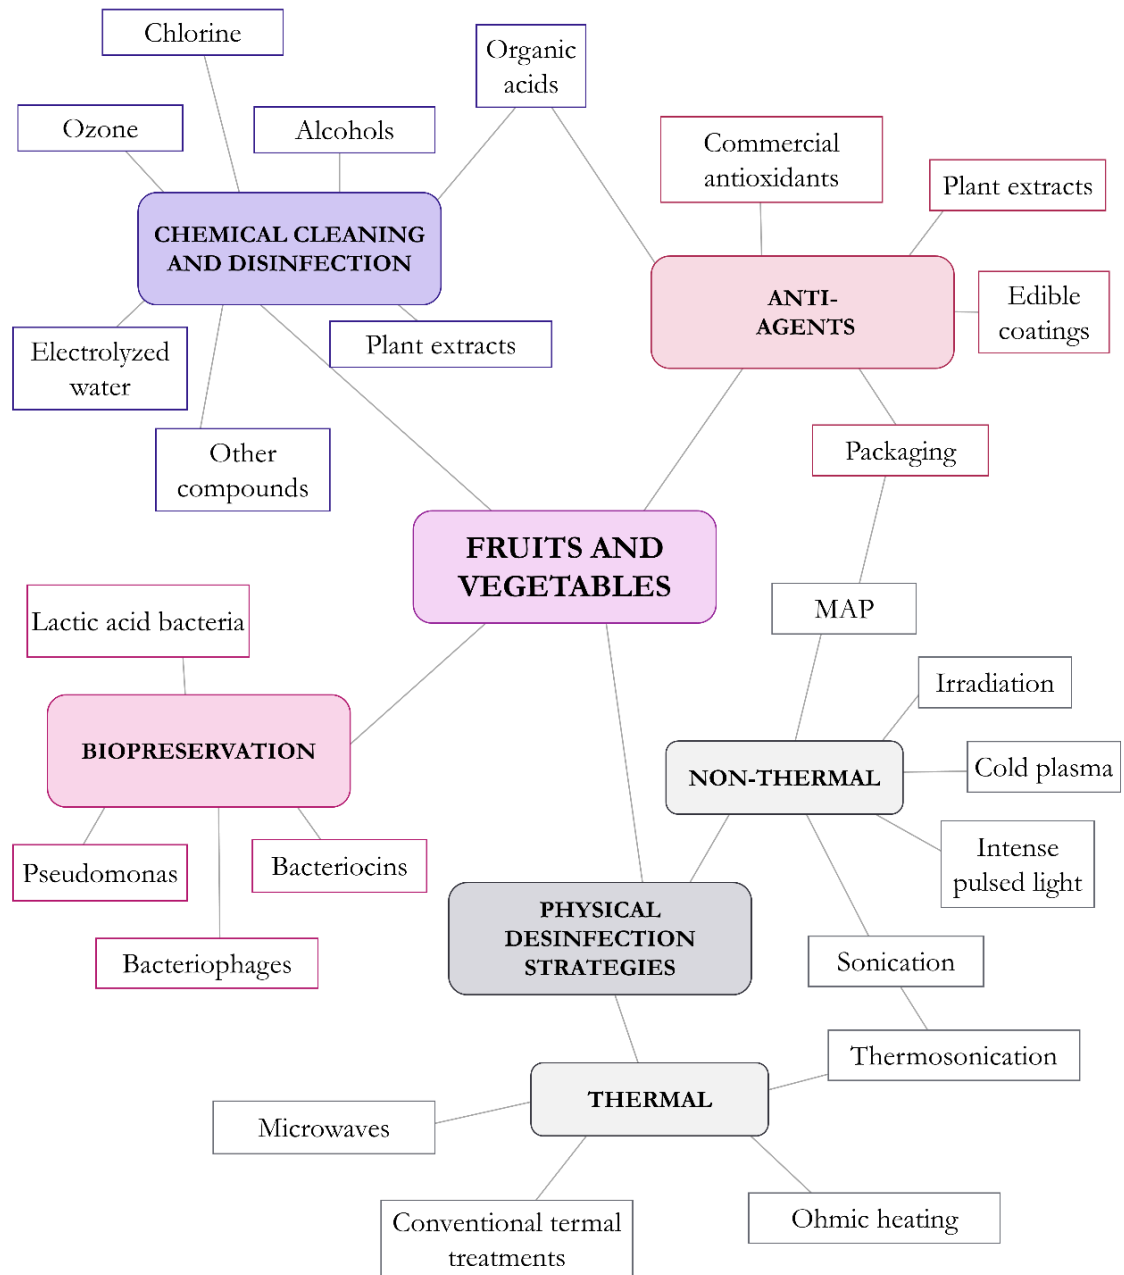 Chlorine
Organic
acids
Ozone
Alcohols
Commercial
antioxidants
Plant extracts
CHEMICAL CLEANING
AND DISINFECTION
ANTI-
AGENTS
Edible
coatings
Electrolyzed
water
Plant extracts
Other
compounds
Packaging
FRUITS AND
VEGETABLES
Lactic acid bacteria
MAP
Irradiation
BIOPRESERVATION
NON-THERMAL
Cold plasma
Pseudomonas
Bacteriocins
Intense
pulsed light
PHYSICAL
DESINFECTION
STRATEGIES
Bacteriophages
Sonication
Thermosonication
THERMAL
Microwaves
Conventional termal
treatments
Ohmic heating